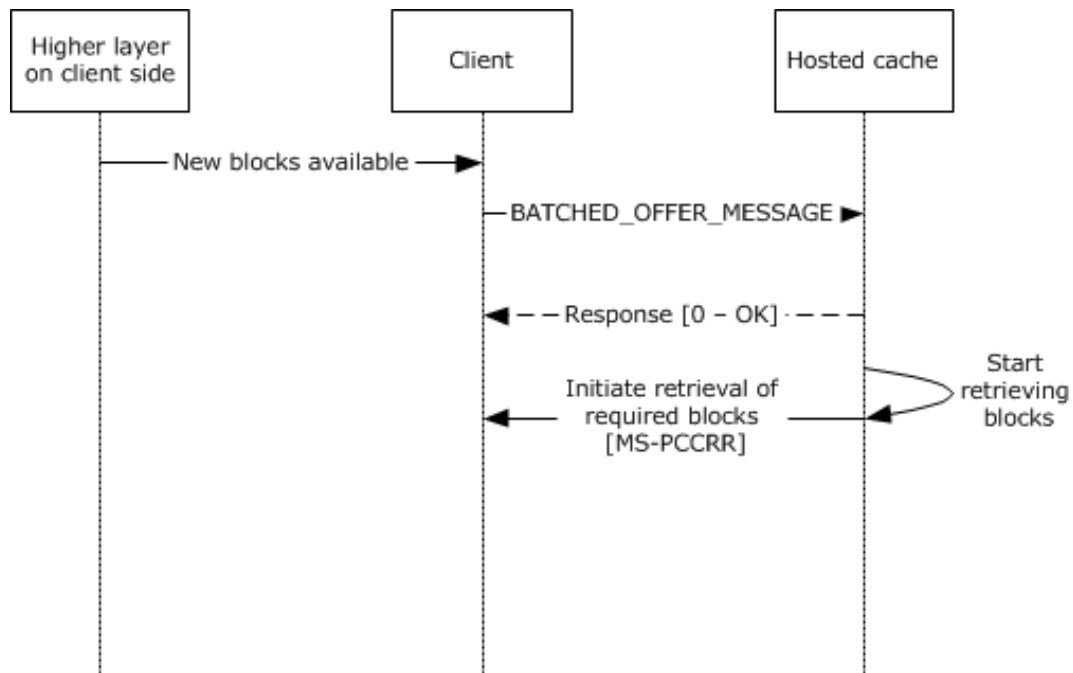 Higher layer
on client side
Client
Hosted cache
New blocks available
BATCHED_OFFER_MESSAGE
Response [0 – OK]
Start
retrieving
blocks
Initiate retrieval of
required blocks
[MS-PCCRR]